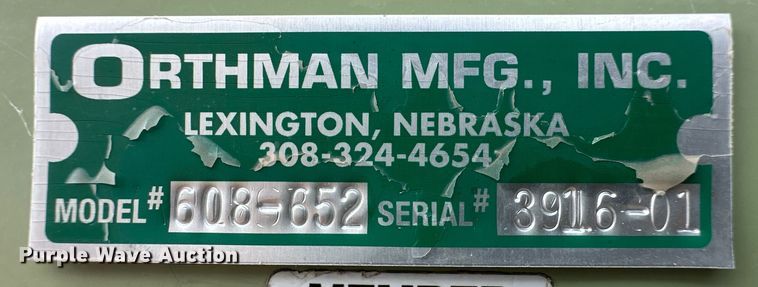 ORTHMAN MFG., INC.
LEXINGTON, NEBRASKA
308-324-4654
MODEL# 608-652 SERIAL# 3916-01
Purple Wave Auction